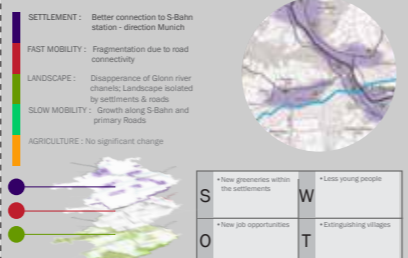 SETTLEMENT : Better connection to S-Bahn
station - direction Munich
FAST MOBILITY : Fragmentation due to road
connectivity
LANDSCAPE : Disapperance of Glonn river
chanels; Landscape isolated
by settlments & roads
SLOW MOBILITY : Growth along S-Bahn and
primary Roads
AGRICULTURE : No significant change
S
•New greeneries within
the settlements
W
•Less young people
O
•New job opportunities
T
•Extinguishing villages